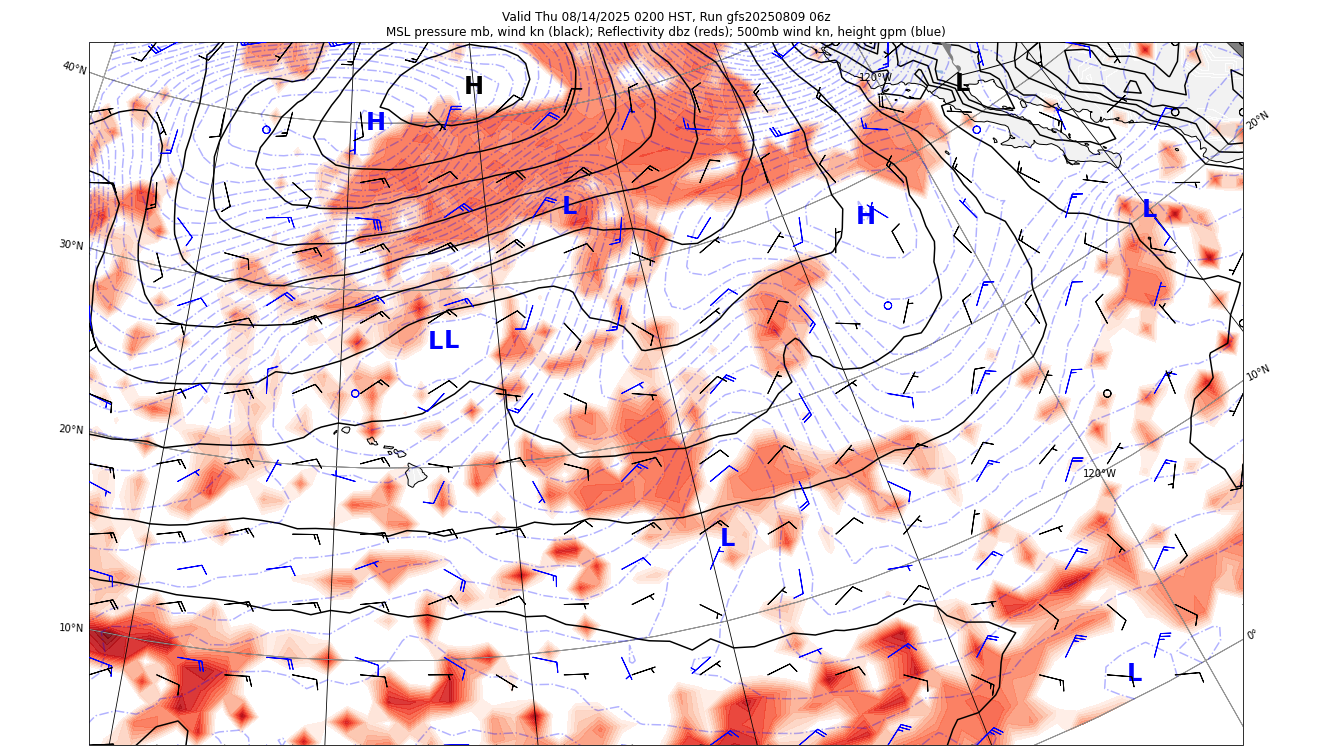 Valid Thu 08/14/2025 0200 HST, Run gfs20250809 06z
MSL pressure mb, wind kn (black); Reflectivity dbz (reds); 500mb wind kn, height gpm (blue)
40°N
H
120°W
L
H
20°N
L
H
L
30°N
LL
10°N
20°N
120°W
L
10°N
0°
L